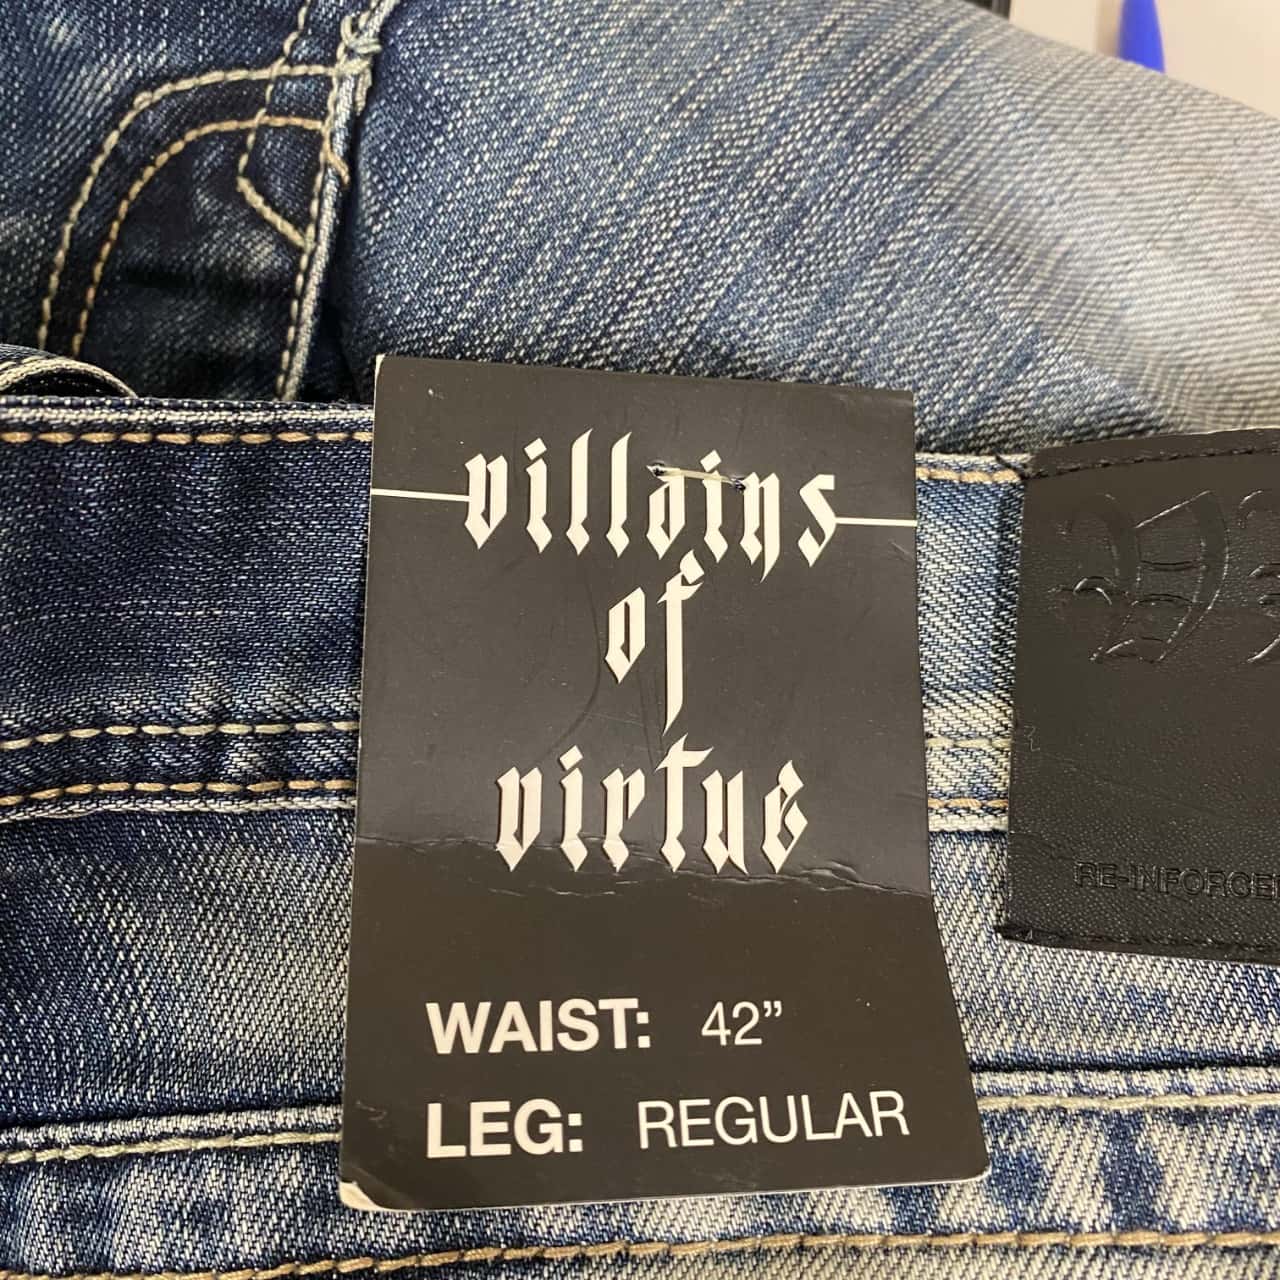 villains
of
virtue
WAIST: 42”
LEG: REGULAR